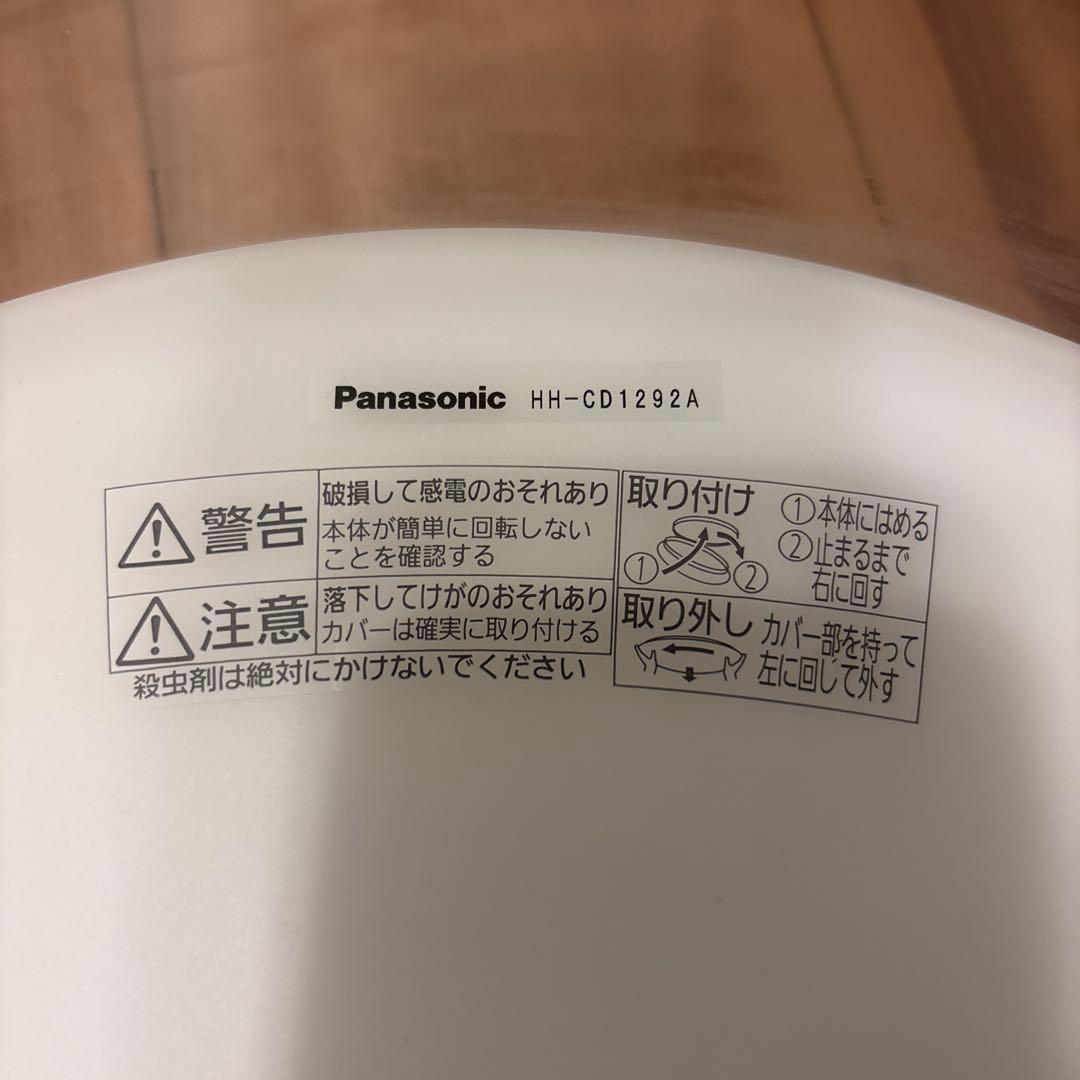 Panasonic HH-CD1292A
警告
破損して感電のおそれあり
本体が簡単に回転しない
ことを確認する
注意
落下してけがのおそれあり
カバーは確実に取り付ける
殺虫剤は絶対にかけないでください
取り付け
①本体にはめる
②止まるまで
右に回す
① ②
取り外し
カバー部を持って
左に回して外す